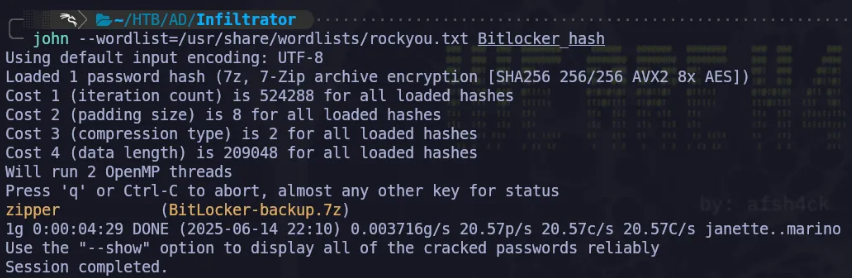 ~/HTB/AD/Infiltrator
john --wordlist=/usr/share/wordlists/rockyou.txt Bitlocker_hash
Using default input encoding: UTF-8
Loaded 1 password hash (7z, 7-Zip archive encryption [SHA256 256/256 AVX2 8x AES])
Cost 1 (iteration count) is 524288 for all loaded hashes
Cost 2 (padding size) is 8 for all loaded hashes
Cost 3 (compression type) is 2 for all loaded hashes
Cost 4 (data length) is 209048 for all loaded hashes
Will run 2 OpenMP threads
Press 'q' or Ctrl-C to abort, almost any other key for status
zipper (BitLocker-backup.7z)
by: afsh4ck
1g 0:00:04:29 DONE (2025-06-14 22:10) 0.003716g/s 20.57p/s 20.57c/s 20.57C/s janette..marino
Use the "--show" option to display all of the cracked passwords reliably
Session completed.